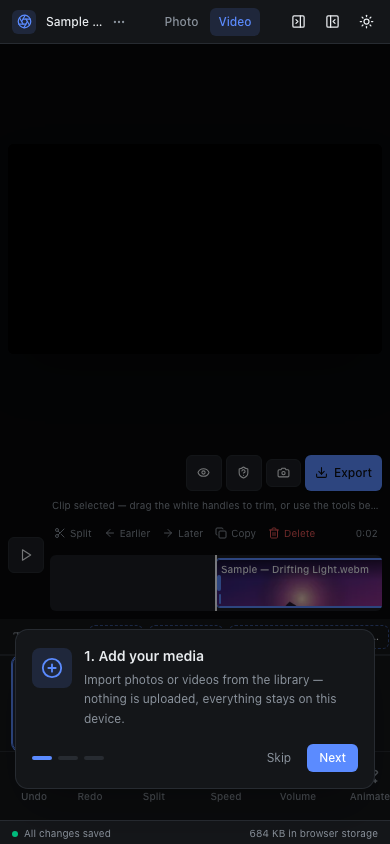 Sample ... Photo Video
Export
Clip selected — drag the white handles to trim, or use the tools be...
Split Earlier Later Copy Delete 0:02
Sample — Drifting Light.webm
1. Add your media
Import photos or videos from the library —
nothing is uploaded, everything stays on this
device.
Skip Next
Undo Redo Split Speed Volume Animate
All changes saved 684 KB in browser storage